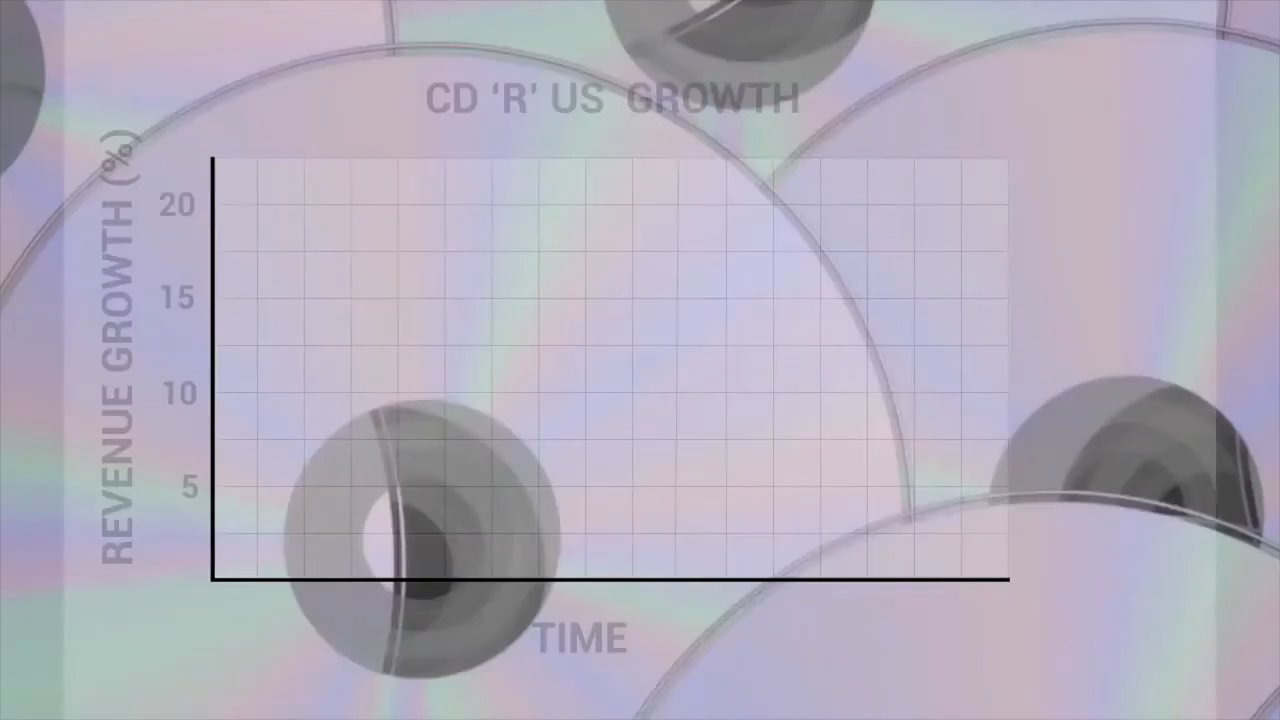 CD ‘R’ US GROWTH
REVENUE GROWTH (%)
20
15
10
5
TIME